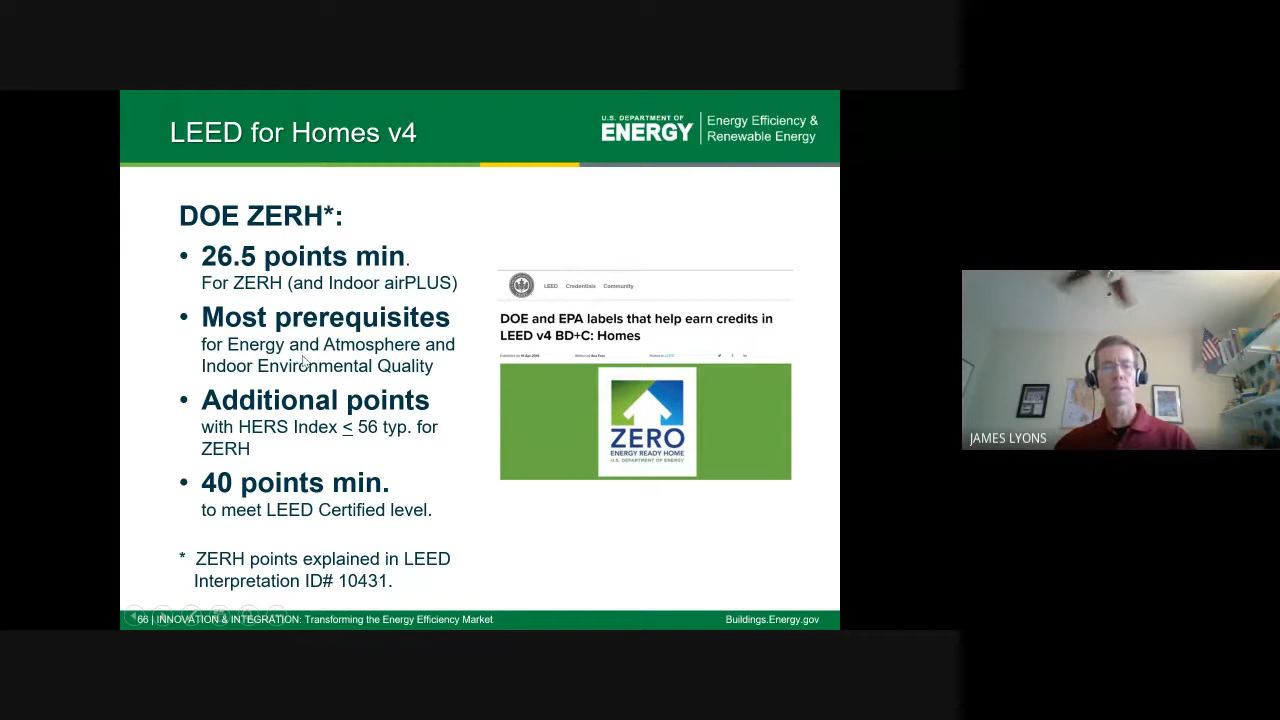 LEED for Homes v4
U.S. DEPARTMENT OF
ENERGY
Energy Efficiency &
Renewable Energy
DOE ZERH*:
• 26.5 points min.
For ZERH (and Indoor airPLUS)
• Most prerequisites
for Energy and Atmosphere and
Indoor Environmental Quality
• Additional points
with HERS Index ≤ 56 typ. for
ZERH
• 40 points min.
to meet LEED Certified level.
* ZERH points explained in LEED
Interpretation ID# 10431.
LEED Credentials Community
DOE and EPA labels that help earn credits in
LEED v4 BD+C: Homes
ZERO
ENERGY READY HOME
U.S. DEPARTMENT OF ENERGY
66 | INNOVATION & INTEGRATION: Transforming the Energy Efficiency Market
Buildings.Energy.gov
JAMES LYONS